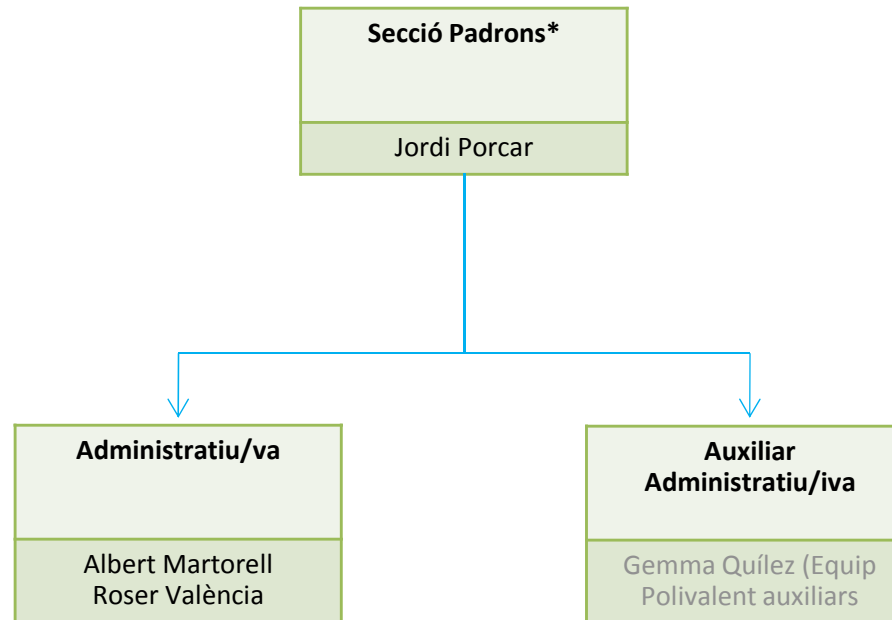 Secció Padrons*
Jordi Porcar
Administratiu/va
Albert Martorell
Roser València
Auxiliar
Administratiu/iva
Gemma Quílez (Equip
Polivalent auxiliars